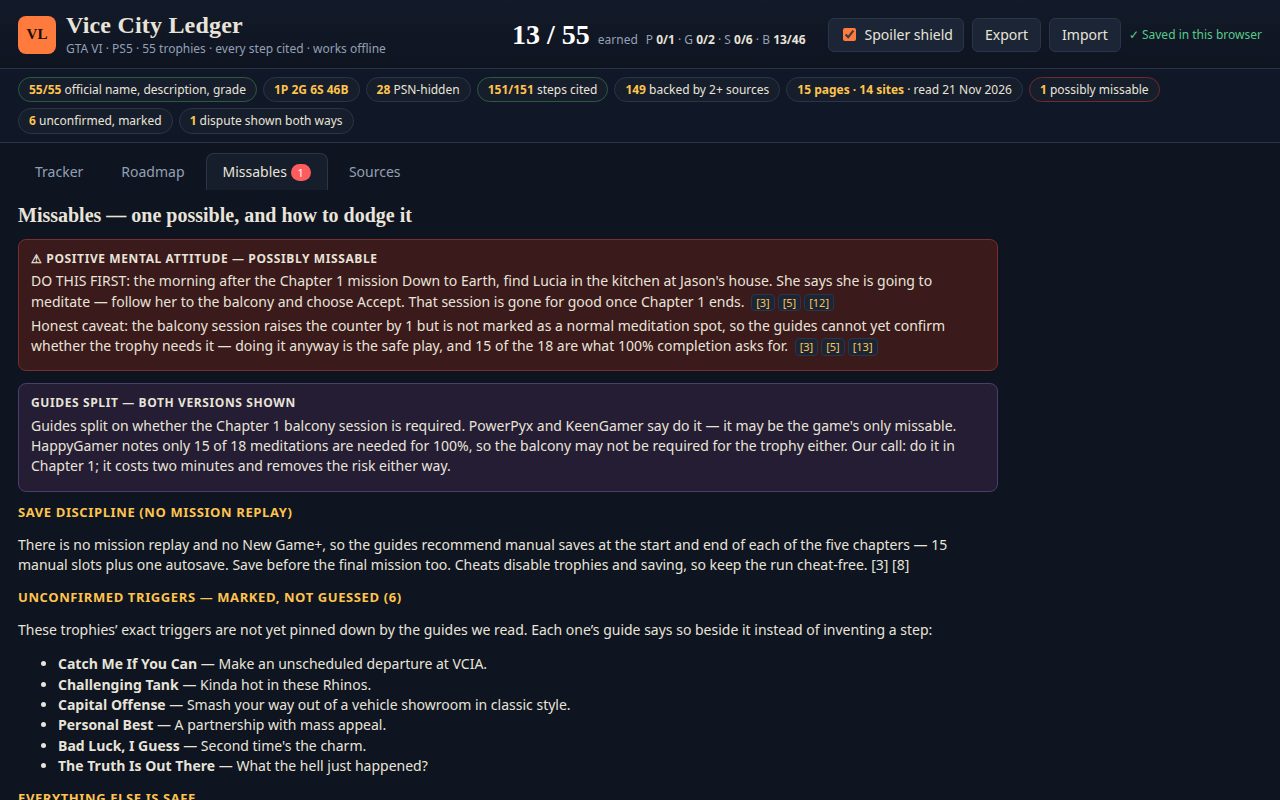 VL
Vice City Ledger
GTA VI · PS5 · 55 trophies · every step cited · works offline
13 / 55 earned P 0/1 · G 0/2 · S 0/6 · B 13/46
Spoiler shield
Export
Import
✓ Saved in this browser
55/55 official name, description, grade
1P 2G 6S 46B
28 PSN-hidden
151/151 steps cited
149 backed by 2+ sources
15 pages · 14 sites · read 21 Nov 2026
1 possibly missable
6 unconfirmed, marked
1 dispute shown both ways
Tracker
Roadmap
Missables 1
Sources
Missables — one possible, and how to dodge it
⚠ POSITIVE MENTAL ATTITUDE — POSSIBLY MISSABLE
DO THIS FIRST: the morning after the Chapter 1 mission Down to Earth, find Lucia in the kitchen at Jason's house. She says she is going to
meditate — follow her to the balcony and choose Accept. That session is gone for good once Chapter 1 ends. [3] [5] [12]
Honest caveat: the balcony session raises the counter by 1 but is not marked as a normal meditation spot, so the guides cannot yet confirm
whether the trophy needs it — doing it anyway is the safe play, and 15 of the 18 are what 100% completion asks for. [3] [5] [13]
GUIDES SPLIT — BOTH VERSIONS SHOWN
Guides split on whether the Chapter 1 balcony session is required. PowerPyx and KeenGamer say do it — it may be the game's only missable.
HappyGamer notes only 15 of 18 meditations are needed for 100%, so the balcony may not be required for the trophy either. Our call: do it in
Chapter 1; it costs two minutes and removes the risk either way.
SAVE DISCIPLINE (NO MISSION REPLAY)
There is no mission replay and no New Game+, so the guides recommend manual saves at the start and end of each of the five chapters — 15
manual slots plus one autosave. Save before the final mission too. Cheats disable trophies and saving, so keep the run cheat-free. [3] [8]
UNCONFIRMED TRIGGERS — MARKED, NOT GUESSED (6)
These trophies’ exact triggers are not yet pinned down by the guides we read. Each one’s guide says so beside it instead of inventing a step:
• Catch Me If You Can — Make an unscheduled departure at VCIA.
• Challenging Tank — Kinda hot in these Rhinos.
• Capital Offense — Smash your way out of a vehicle showroom in classic style.
• Personal Best — A partnership with mass appeal.
• Bad Luck, I Guess — Second time's the charm.
• The Truth Is Out There — What the hell just happened?
EVERYTHING ELSE IS SAFE